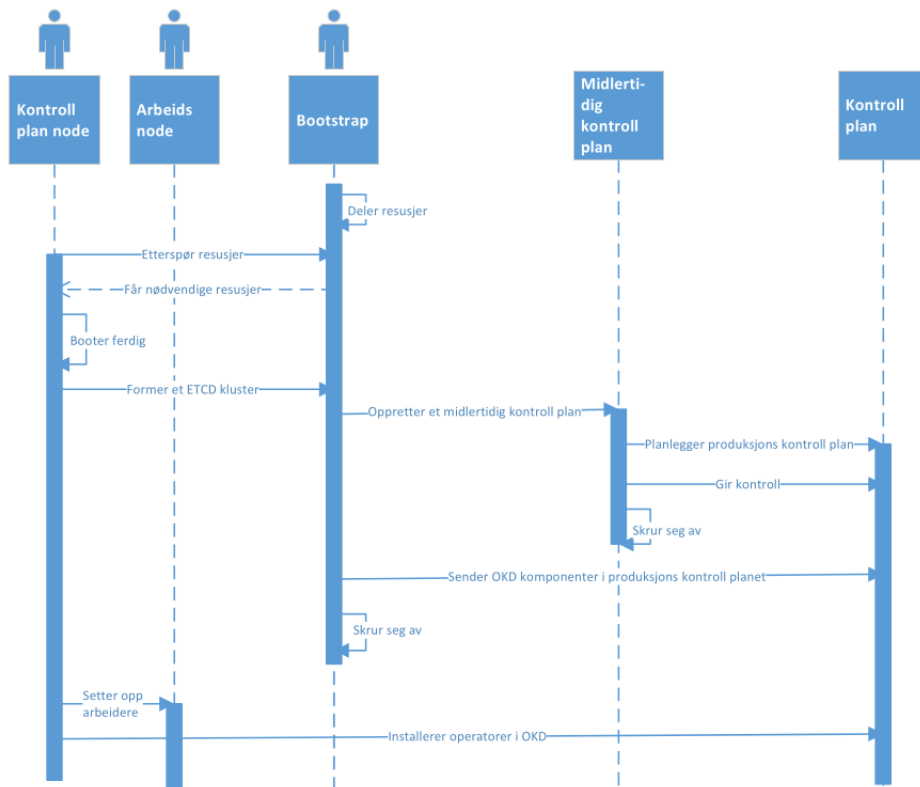 Kontroll
plan node
Arbeids
node
Bootstrap
Midlerti-
dig
kontroll
plan
Kontroll
plan
Deler resusjer
Etterspør resusjer
Får nødvendige resusjer
Booter ferdig
Former et ETCD kluster
Oppretter et midlertidig kontroll plan
Planlegger produksjons kontroll plan
Gir kontroll
Skrur seg av
Sender OKD komponenter i produksjons kontroll planet
Skrur seg av
Setter opp
arbeidere
Installerer operatorer i OKD